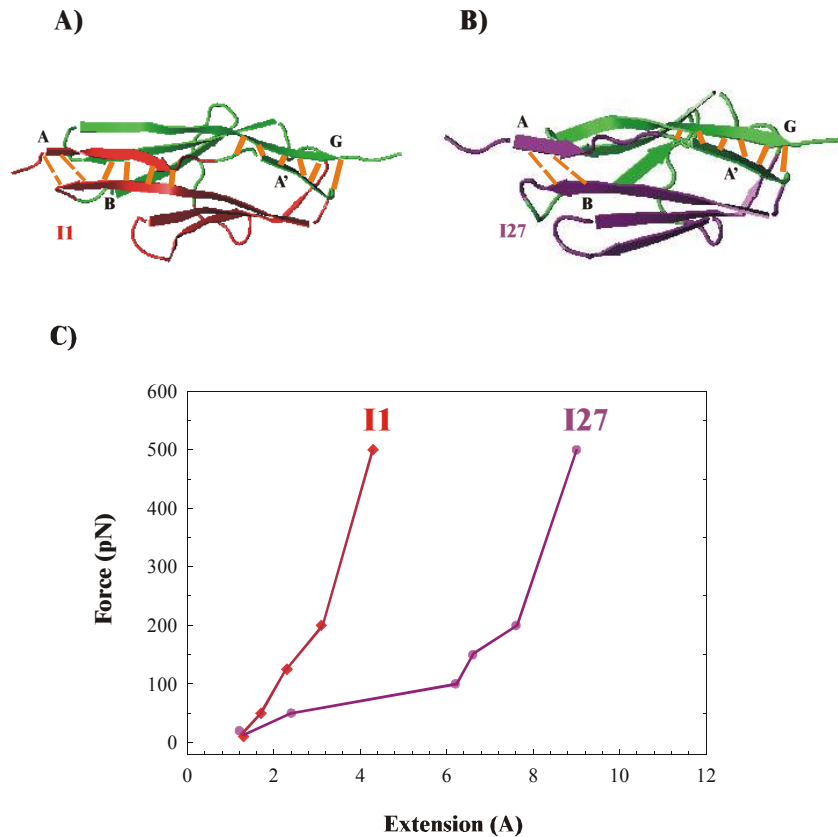 A)
B)
A
G
A'
B
I1
A
G
A'
B
I27
C)
600
500
400
300
200
100
0
Force (pN)
I1
I27
0 2 4 6 8 10 12
Extension (A)